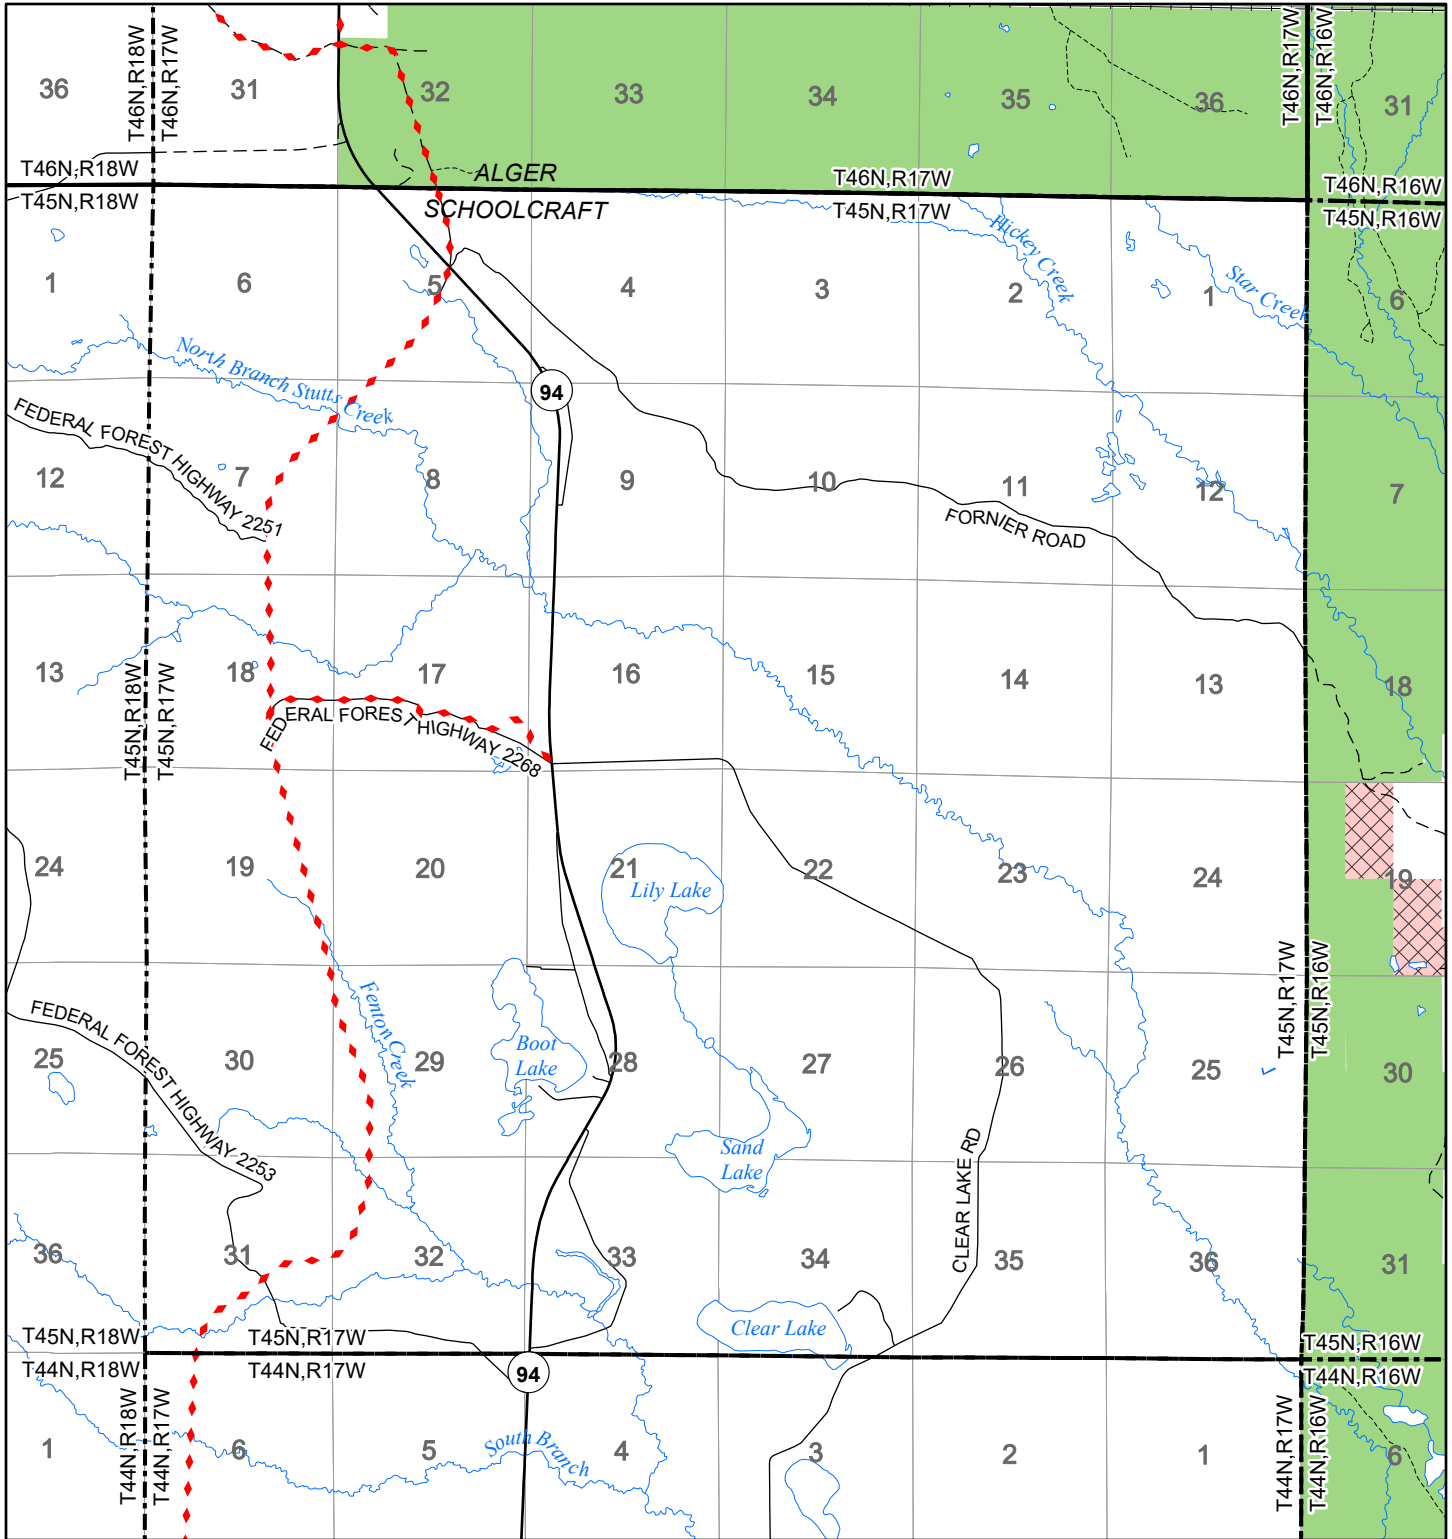 T46N,R18W
T46N,R17W
T46N,R17W
T46N,R16W
36
31
32
33
34
35
36
31
ALGER
T46N,R18W
T46N,R17W
T46N,R16W
T45N,R18W
SCHOOLCRAFT
T45N,R17W
T45N,R16W
Hickey Creek
Star Creek
1
6
5
4
3
2
1
6
North Branch Stutts Creek
94
FEDERAL FOREST HIGHWAY 2251
12
7
8
9
10
11
12
7
FORNIER ROAD
13
18
17
16
15
14
13
18
T45N,R18W
T45N,R17W
FEDERAL FOREST HIGHWAY 2268
24
19
20
21
22
23
24
19
Lily Lake
T45N,R17W
T45N,R16W
FEDERAL FOREST HIGHWAY 2253
Fenton Creek
25
30
29
Boot
Lake
28
27
26
25
30
Sand
Lake
CLEAR LAKE RD
36
31
32
33
34
35
36
31
Clear Lake
T45N,R18W
T45N,R17W
T45N,R16W
T44N,R18W
T44N,R17W
T44N,R16W
94
T44N,R18W
T44N,R17W
T44N,R17W
T44N,R16W
1
6
5
South Branch
4
3
2
1
6